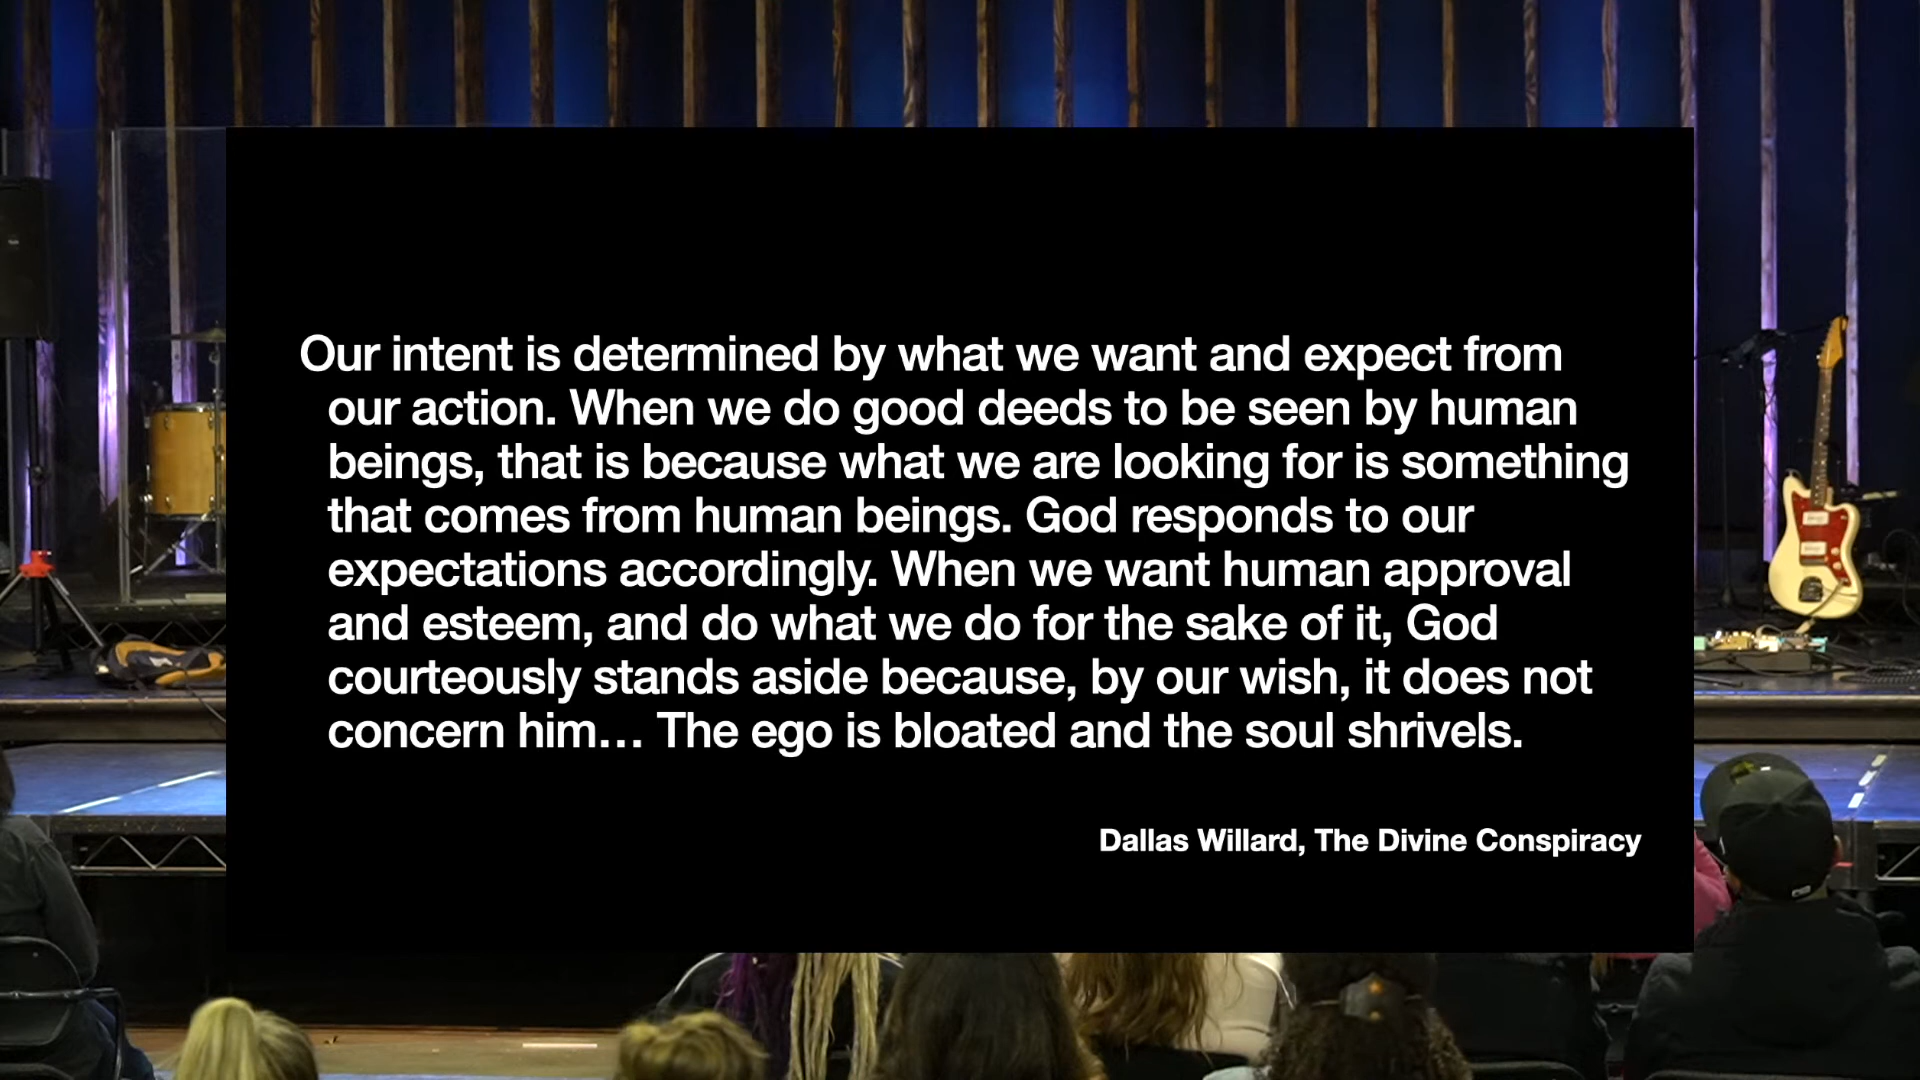 Our intent is determined by what we want and expect from
our action. When we do good deeds to be seen by human
beings, that is because what we are looking for is something
that comes from human beings. God responds to our
expectations accordingly. When we want human approval
and esteem, and do what we do for the sake of it, God
courteously stands aside because, by our wish, it does not
concern him… The ego is bloated and the soul shrivels.
Dallas Willard, The Divine Conspiracy